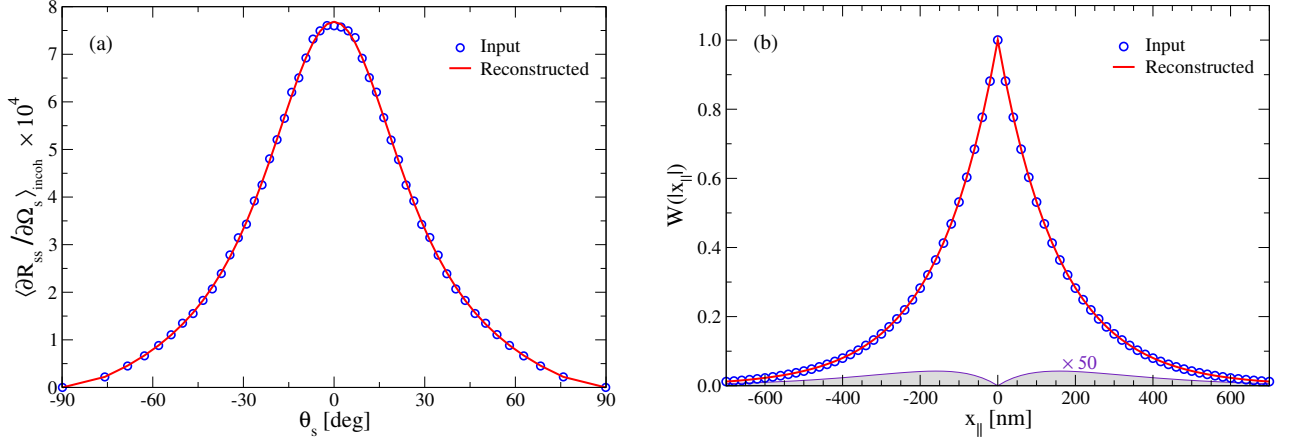 (a)
Input
Reconstructed
⟨∂R_ss /∂Ω_s⟩_incoh × 10^4
8
7
6
5
4
3
2
1
0
-90 -60 -30 0 30 60 90
θ_s [deg]
(b)
Input
Reconstructed
W(|x_|||)
1.0
0.8
0.6
0.4
0.2
0.0
× 50
-600 -400 -200 0 200 400 600
x_|| [nm]